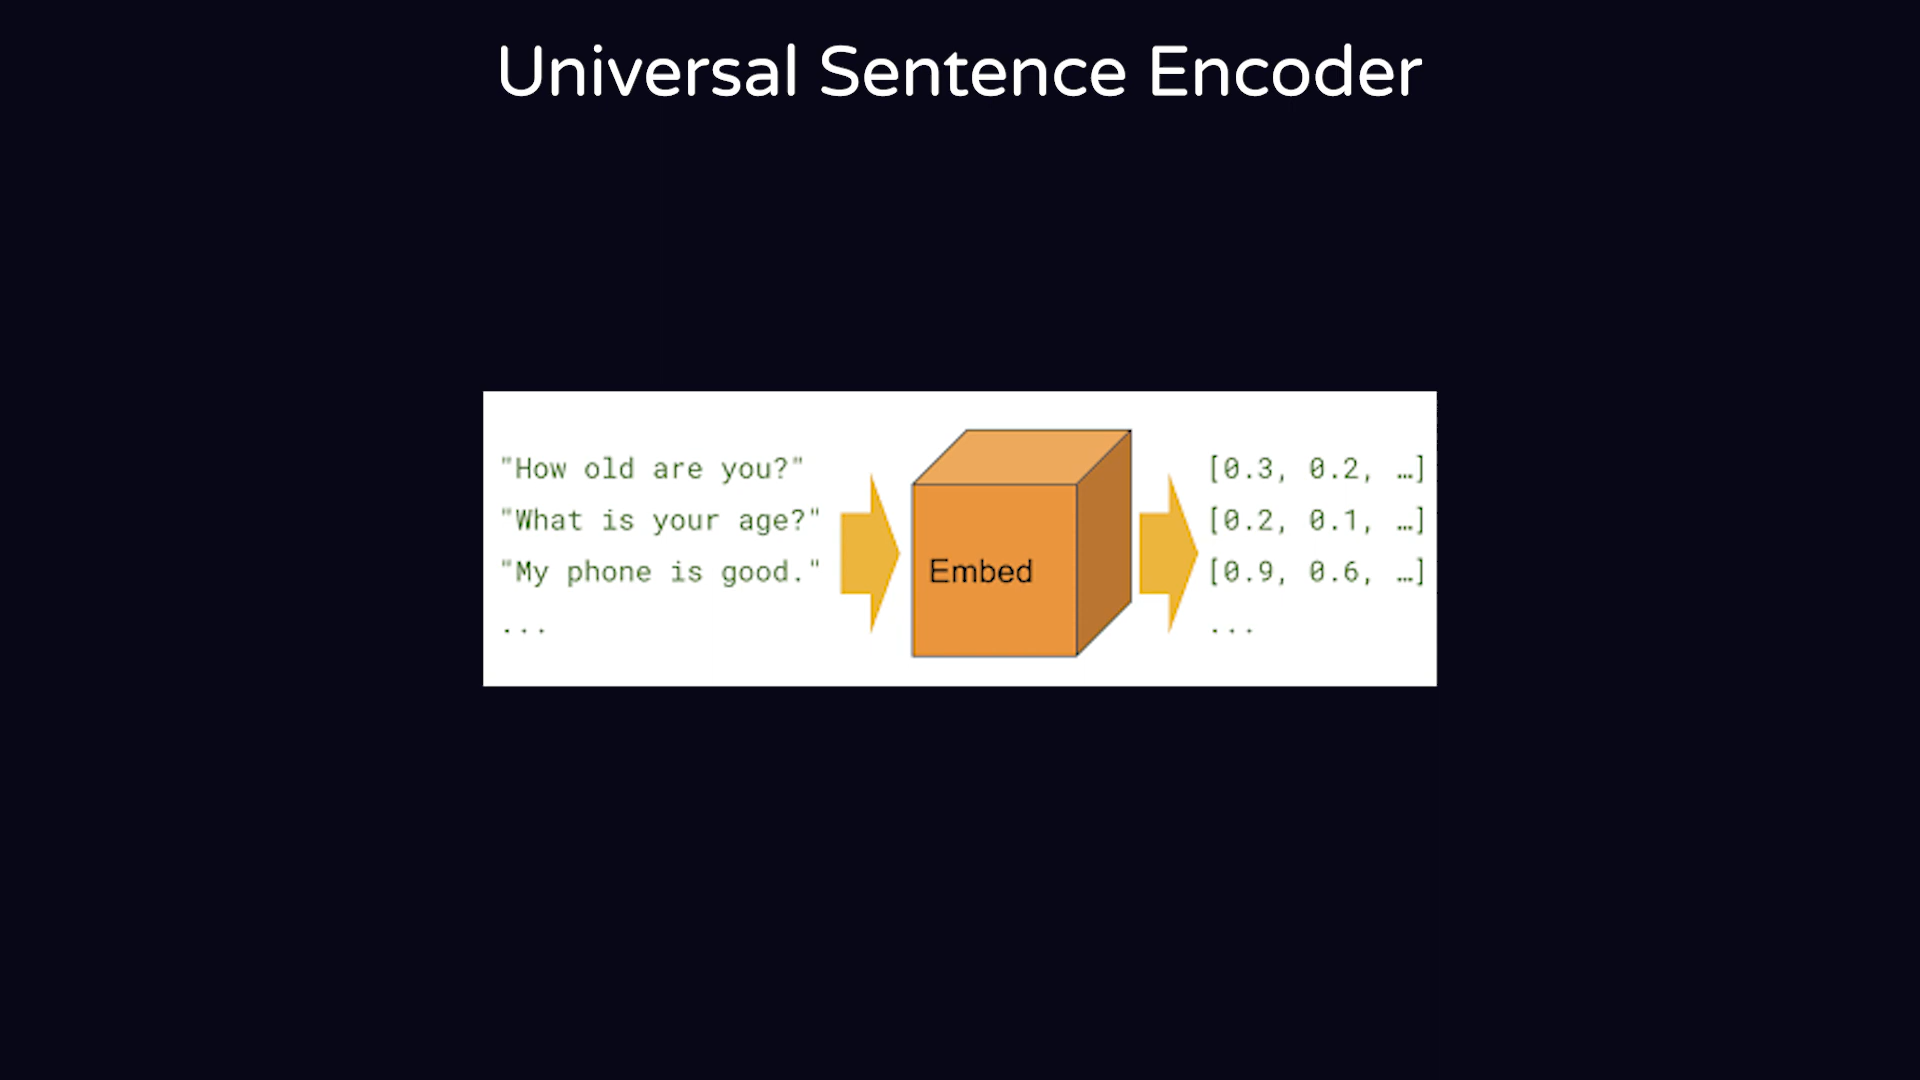 Universal Sentence Encoder
"How old are you?"
"What is your age?"
"My phone is good."
...
Embed
[0.3, 0.2, …]
[0.2, 0.1, …]
[0.9, 0.6, …]
...